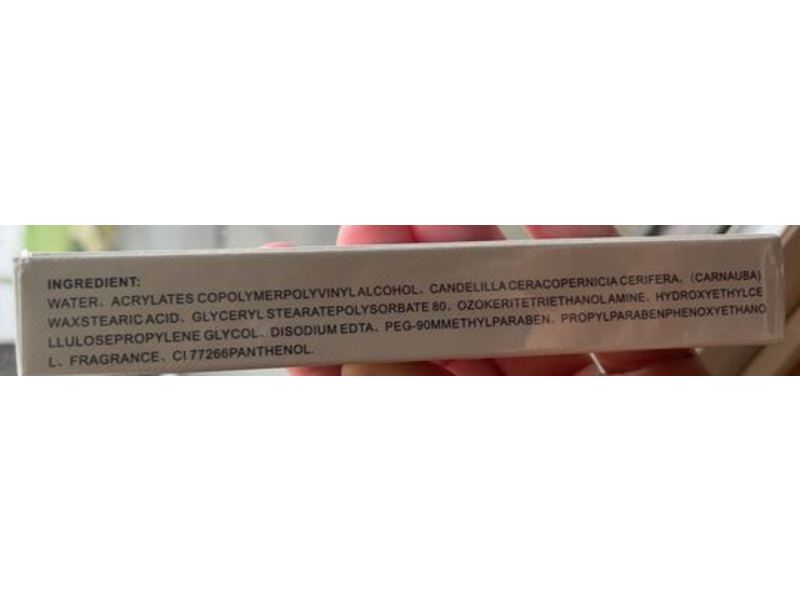 INGREDIENT:
WATER、ACRYLATES COPOLYMERPOLYVINYL ALCOHOL、CANDELILLA CERACOPERNICIA CERIFERA、(CARNAUBA)
WAXSTEARIC ACID、GLYCERYL STEARATEPOLYSORBATE 80、OZOKERITETRIETHANOLAMINE、HYDROXYETHYLCE
LLULOSEPROPYLENE GLYCOL、DISODIUM EDTA、PEG-90MMETHYLPARABEN、PROPYLPARABENPHENOXYETHANO
L、FRAGRANCE、CI 77266PANTHENOL.